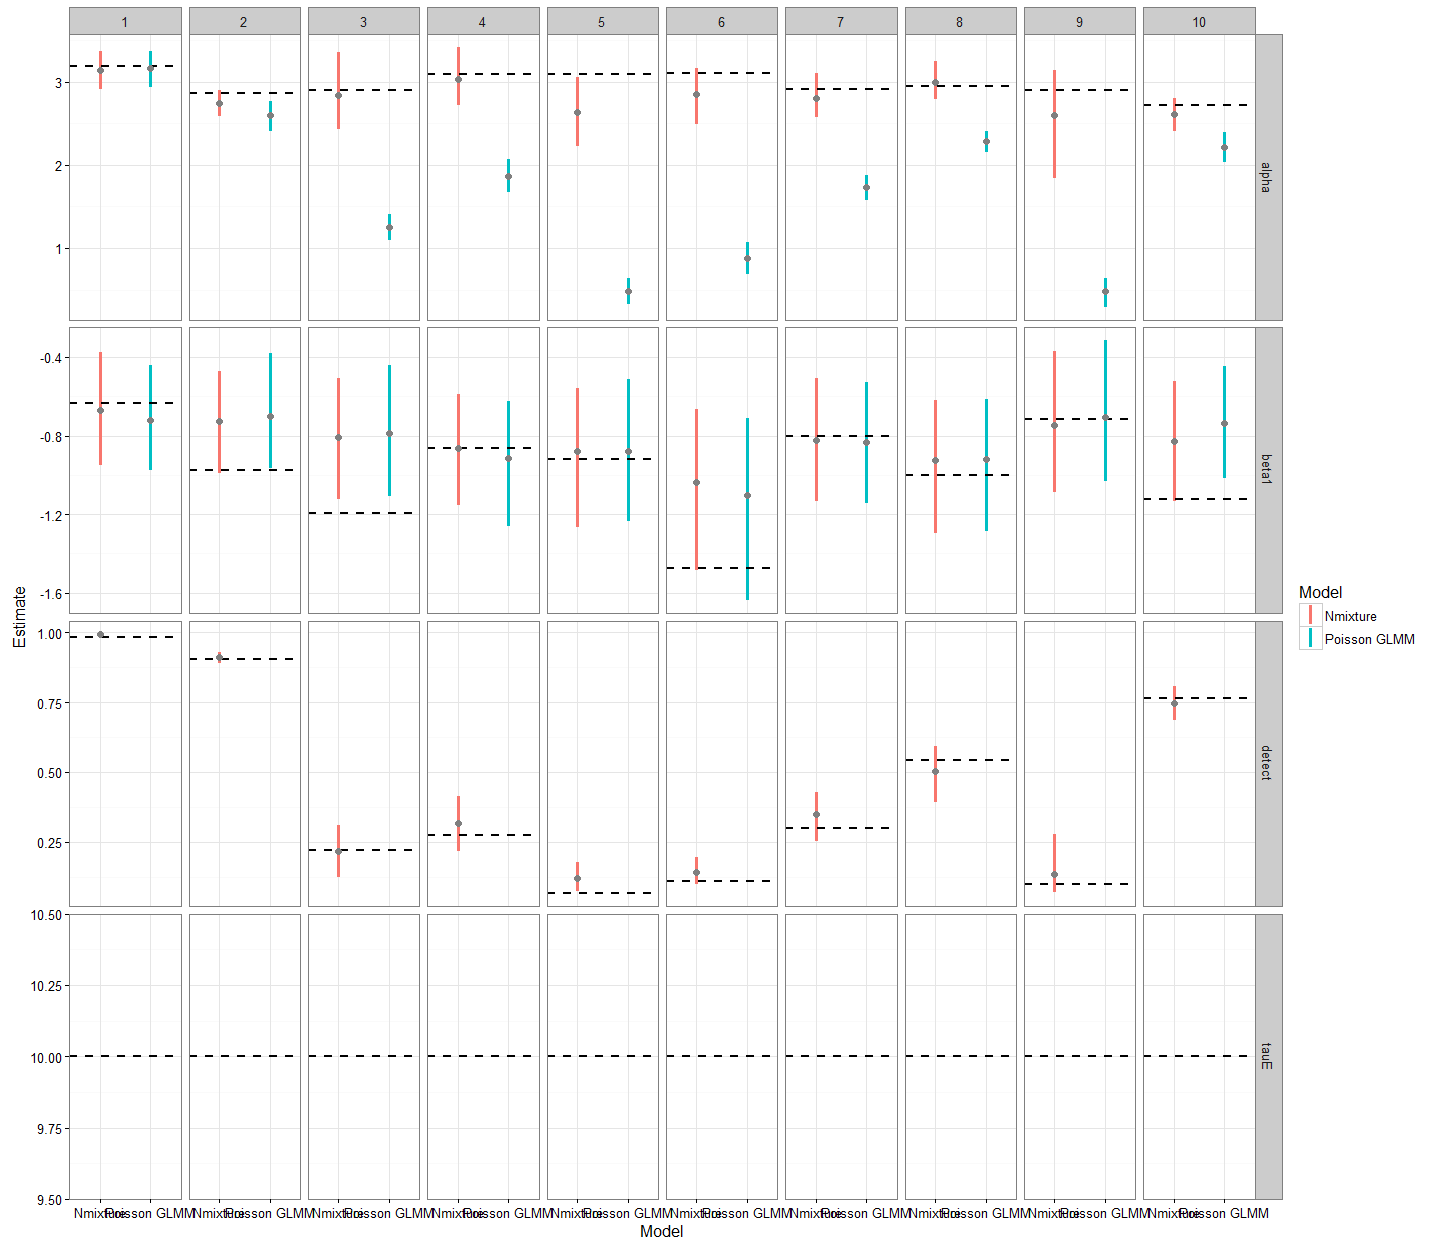 1 2 3 4 5 6 7 8 9 10
3
2
1
alpha
-0.4
-0.8
-1.2
-1.6
beta1
1.00
0.75
0.50
0.25
detect
10.50
10.25
10.00
9.75
9.50
tauE
Estimate
Nmixture Poisson GLMM Nmixture Poisson GLMM Nmixture Poisson GLMM Nmixture Poisson GLMM Nmixture Poisson GLMM Nmixture Poisson GLMM Nmixture Poisson GLMM Nmixture Poisson GLMM Nmixture Poisson GLMM Nmixture Poisson GLMM
Model
Model
Nmixture
Poisson GLMM